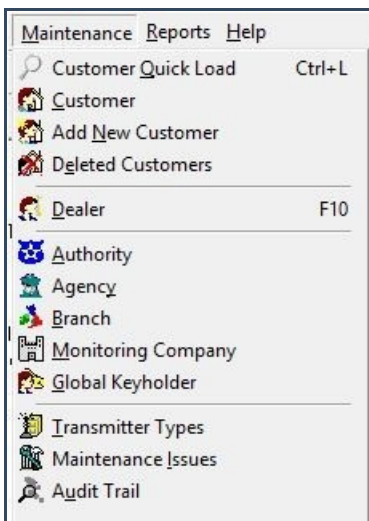 Maintenance Reports Help
Customer Quick Load Ctrl+L
Customer
Add New Customer
Deleted Customers
Dealer F10
Authority
Agency
Branch
Monitoring Company
Global Keyholder
Transmitter Types
Maintenance Issues
Audit Trail